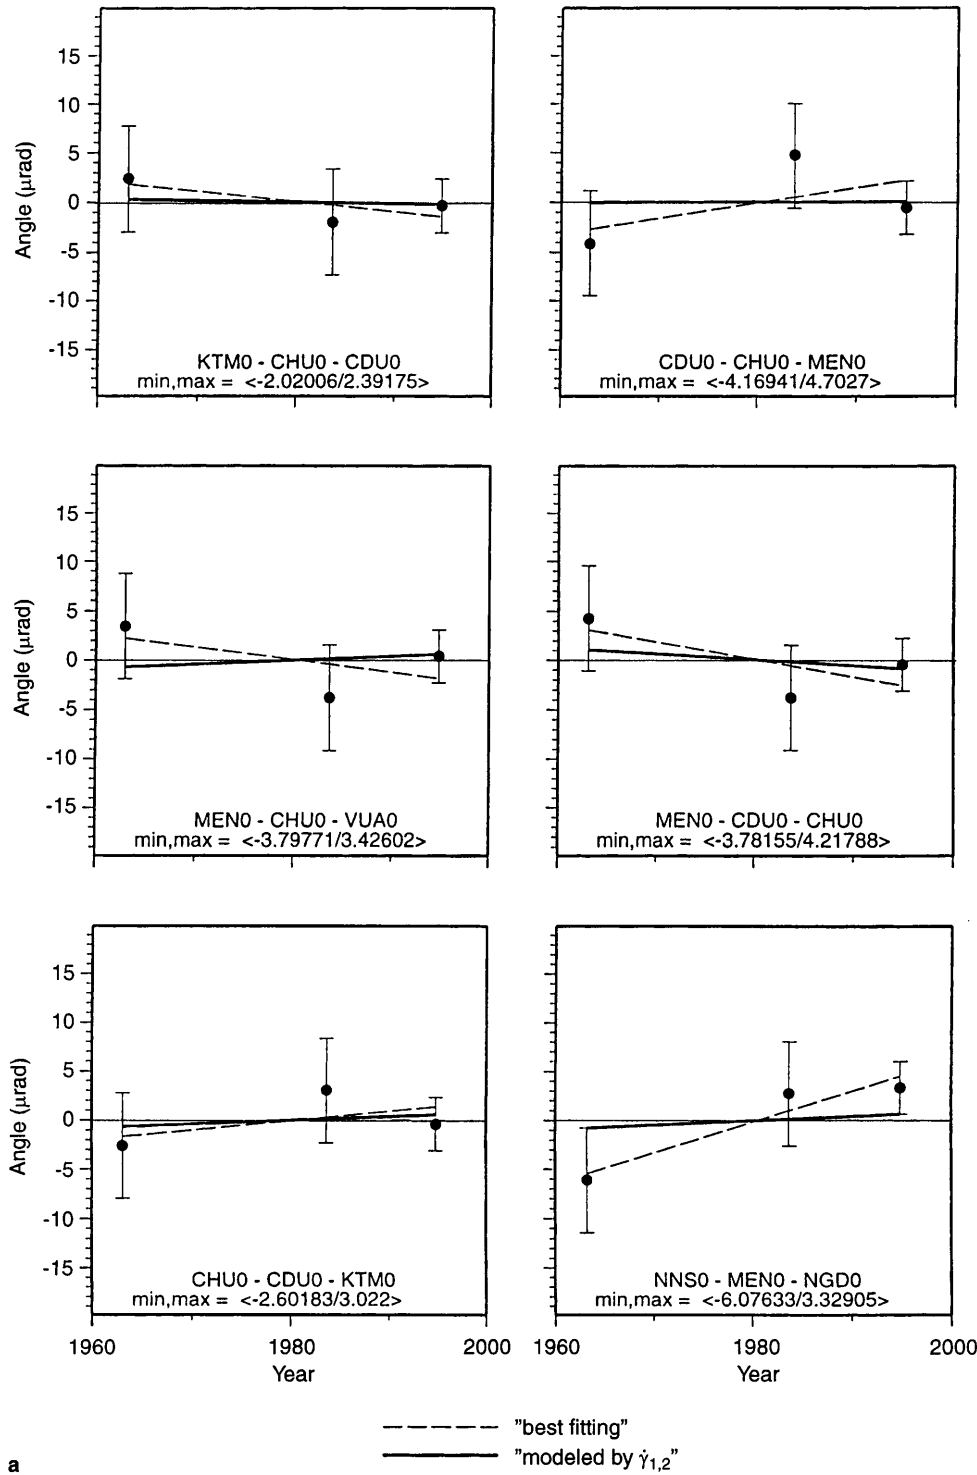 15
10
5
0
-5
-10
-15
Angle (μrad)
KTM0 - CHU0 - CDU0
min,max = <-2.02006/2.39175>
CDU0 - CHU0 - MEN0
min,max = <-4.16941/4.7027>
15
10
5
0
-5
-10
-15
Angle (μrad)
MEN0 - CHU0 - VUA0
min,max = <-3.79771/3.42602>
MEN0 - CDU0 - CHU0
min,max = <-3.78155/4.21788>
15
10
5
0
-5
-10
-15
Angle (μrad)
CHU0 - CDU0 - KTM0
min,max = <-2.60183/3.022>
NNS0 - MEN0 - NGD0
min,max = <-6.07633/3.32905>
1960 1980 2000
Year
1960 1980 2000
Year
"best fitting"
"modeled by γ̇1,2"
a